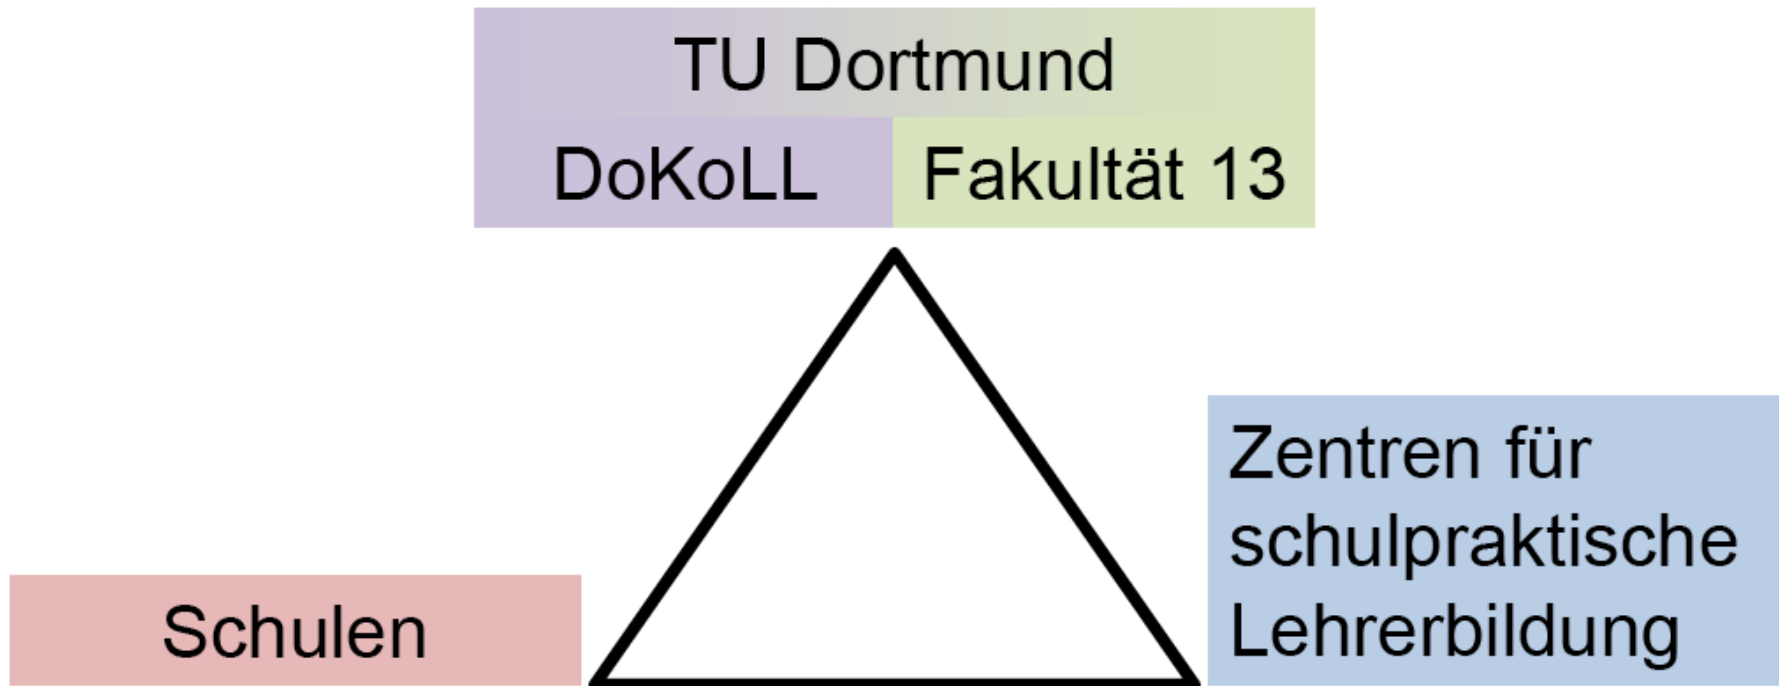 TU Dortmund
DoKoLL
Fakultät 13
Zentren für
schulpraktische
Lehrerbildung
Schulen